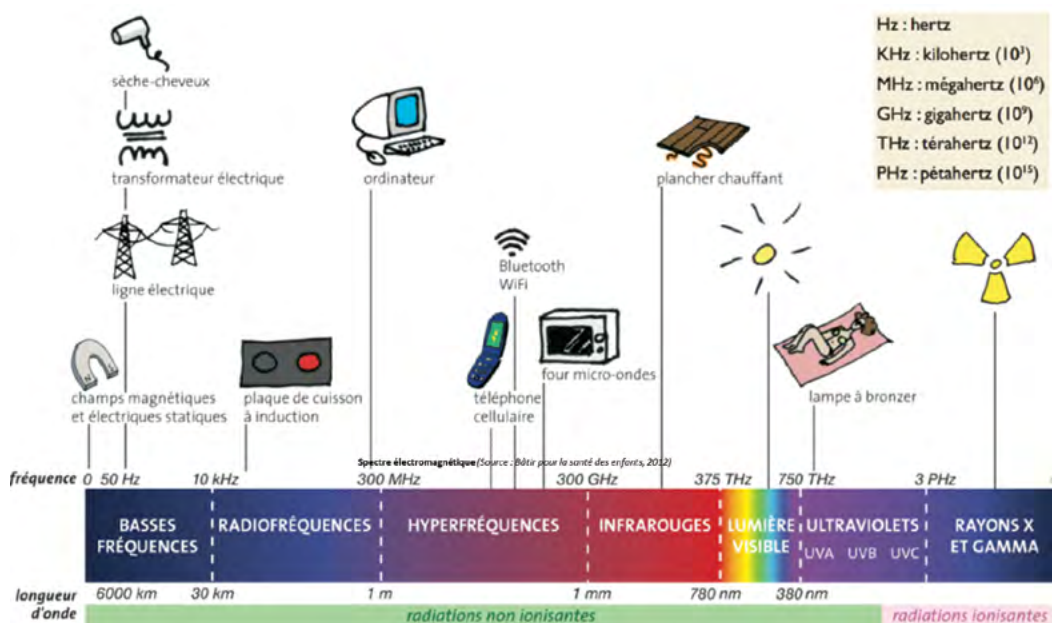 Hz : hertz
KHz : kilohertz (10³)
MHz : mégahertz (10⁶)
GHz : gigahertz (10⁹)
THz : térahertz (10¹²)
PHz : pétahertz (10¹⁵)
sèche-cheveux
transformateur électrique
ligne électrique
champs magnétiques
et électriques statiques
plaque de cuisson
à induction
ordinateur
Bluetooth
WiFi
téléphone
cellulaire
four micro-ondes
plancher chauffant
lampe à bronzer
Spectre électromagnétique (Source : Bâtir pour la santé des enfants, 2012)
fréquence 0 50 Hz 10 kHz 300 MHz 300 GHz 375 THz 750 THz 3 PHz
BASSES
FRÉQUENCES
RADIOFRÉQUENCES
HYPERFRÉQUENCES
INFRAROUGES
LUMIÈRE
VISIBLE
ULTRAVIOLETS
UVA UVB UVC
RAYONS X
ET GAMMA
longueur
d'onde
6000 km 30 km 1 m 1 mm 780 nm 380 nm
radiations non ionisantes
radiations ionisantes